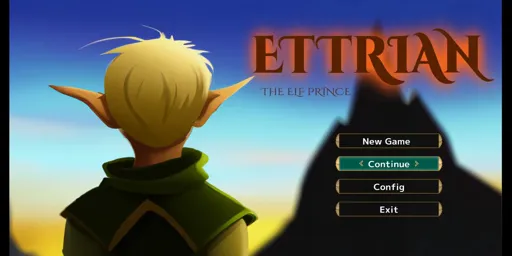 ETTRIAN
THE ELF PRINCE
New Game
< Continue >
Config
Exit